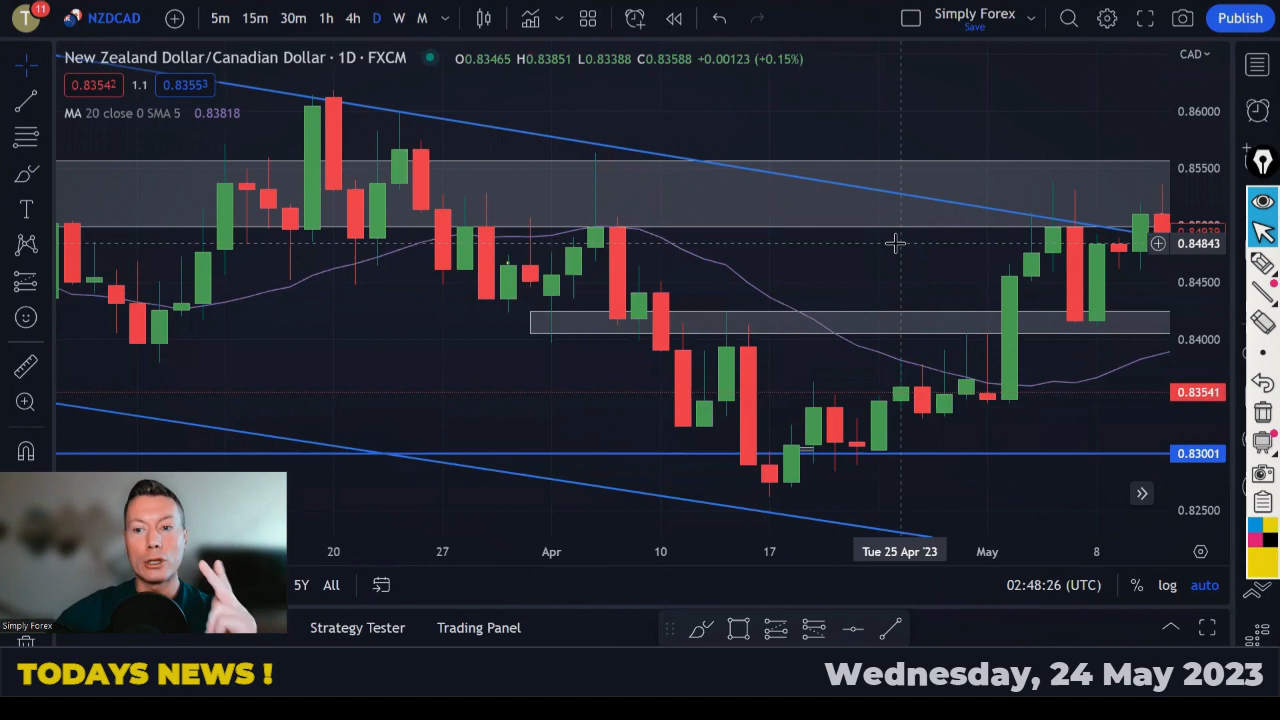 T 11 NZDCAD 5m 15m 30m 1h 4h D W M Simply Forex Save Publish
New Zealand Dollar/Canadian Dollar · 1D · FXCM O0.83465 H0.83851 L0.83388 C0.83588 +0.00123 (+0.15%) CAD
0.83542 1.1 0.83553
MA 20 close 0 SMA 5 0.83818
0.86000
0.85500
0.84843
0.84500
0.84000
0.83541
0.83001
0.82500
20 27 Apr 10 17 Tue 25 Apr '23 May 8
5Y All 02:48:26 (UTC) % log auto
Simply Forex
Strategy Tester Trading Panel
TODAYS NEWS ! Wednesday, 24 May 2023